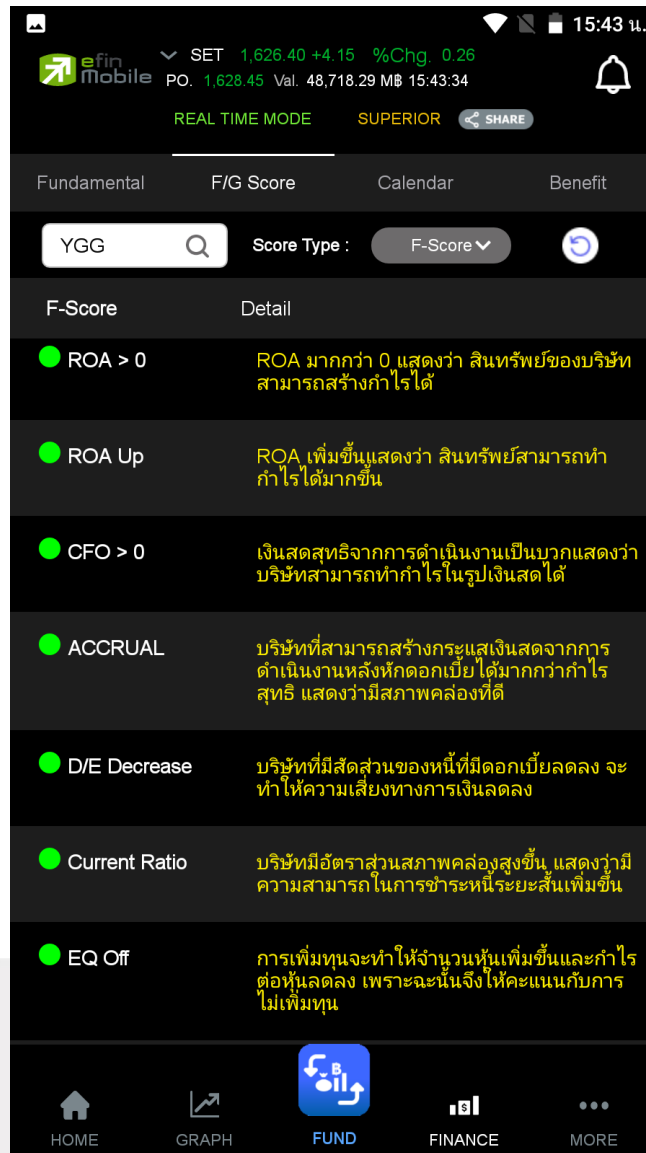 15:43 น.
efin Mobile
SET 1,626.40 +4.15 %Chg. 0.26
PO. 1,628.45 Val. 48,718.29 M฿ 15:43:34
REAL TIME MODE SUPERIOR SHARE
Fundamental F/G Score Calendar Benefit
YGG Score Type : F-Score
F-Score Detail
ROA > 0
ROA มากกว่า 0 แสดงว่า สินทรัพย์ของบริษัท
สามารถสร้างกำไรได้
ROA Up
ROA เพิ่มขึ้นแสดงว่า สินทรัพย์สามารถทำ
กำไรได้มากขึ้น
CFO > 0
เงินสดสุทธิจากการดำเนินงานเป็นบวกแสดงว่า
บริษัทสามารถทำกำไรในรูปเงินสดได้
ACCRUAL
บริษัทที่สามารถสร้างกระแสเงินสดจากการ
ดำเนินงานหลังหักดอกเบี้ยได้มากกว่ากำไร
สุทธิ แสดงว่ามีสภาพคล่องที่ดี
D/E Decrease
บริษัทที่มีสัดส่วนของหนี้ที่มีดอกเบี้ยลดลง จะ
ทำให้ความเสี่ยงทางการเงินลดลง
Current Ratio
บริษัทมีอัตราส่วนสภาพคล่องสูงขึ้น แสดงว่ามี
ความสามารถในการชำระหนี้ระยะสั้นเพิ่มขึ้น
EQ Off
การเพิ่มทุนจะทำให้จำนวนหุ้นเพิ่มขึ้นและกำไร
ต่อหุ้นลดลง เพราะฉะนั้นจึงให้คะแนนกับการ
ไม่เพิ่มทุน
B
oil
$
HOME GRAPH FUND FINANCE MORE